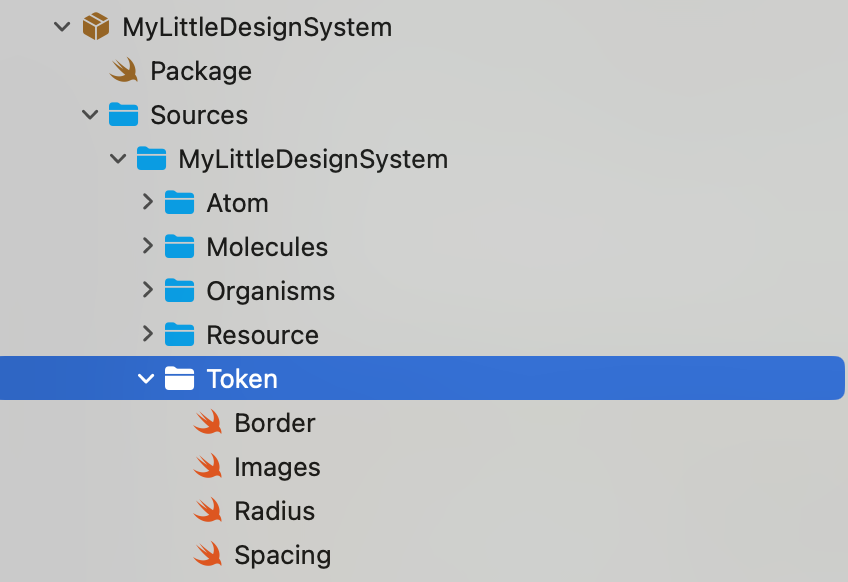 MyLittleDesignSystem
Package
Sources
MyLittleDesignSystem
Atom
Molecules
Organisms
Resource
Token
Border
Images
Radius
Spacing